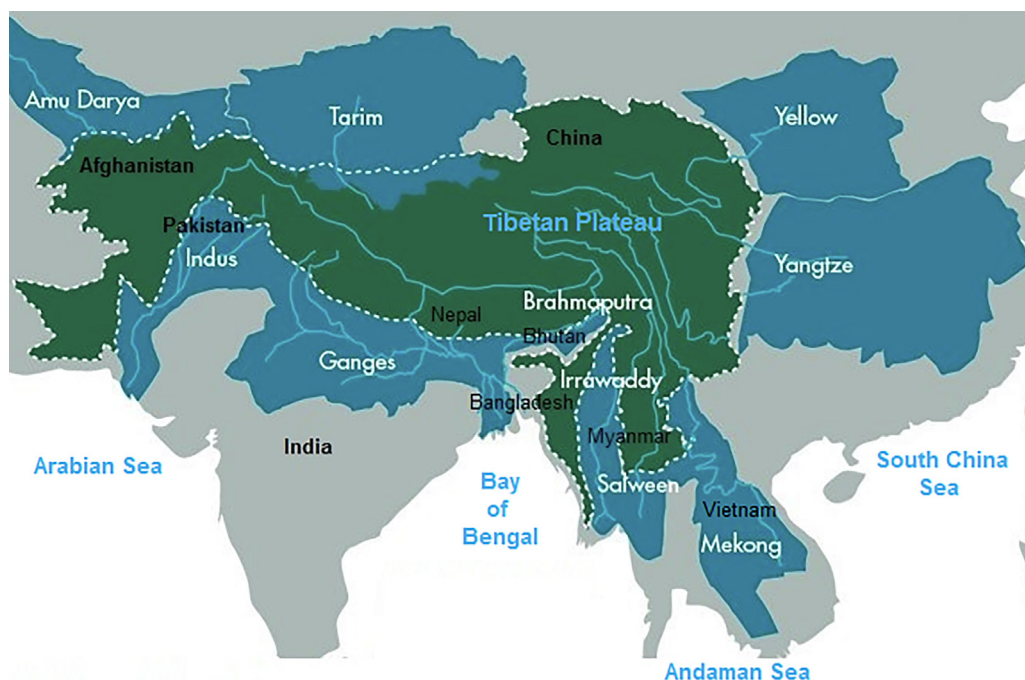 Amu Darya
Tarim
Yellow
China
Afghanistan
Pakistan
Tibetan Plateau
Indus
Yangtze
Brahmaputra
Nepal
Bhutan
Ganges
Irrawaddy
Bangladesh
India
Myanmar
Arabian Sea
South China
Sea
Bay
of
Bengal
Salween
Vietnam
Mekong
Andaman Sea